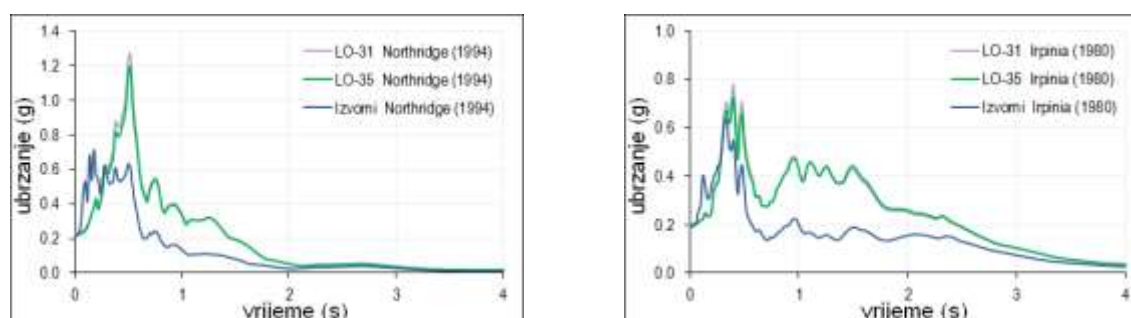 1.4
1.2
1.0
0.8
0.6
0.4
0.2
0.0
ubrzanje (g)
LO-31 Northridge (1994)
LO-35 Northridge (1994)
Izvorni Northridge (1994)
0 1 2 3 4
vrijeme (s)
1.0
0.8
0.6
0.4
0.2
0.0
ubrzanje (g)
LO-31 Irpinia (1980)
LO-35 Irpinia (1980)
Izvorni Irpinia (1980)
0 1 2 3 4
vrijeme (s)